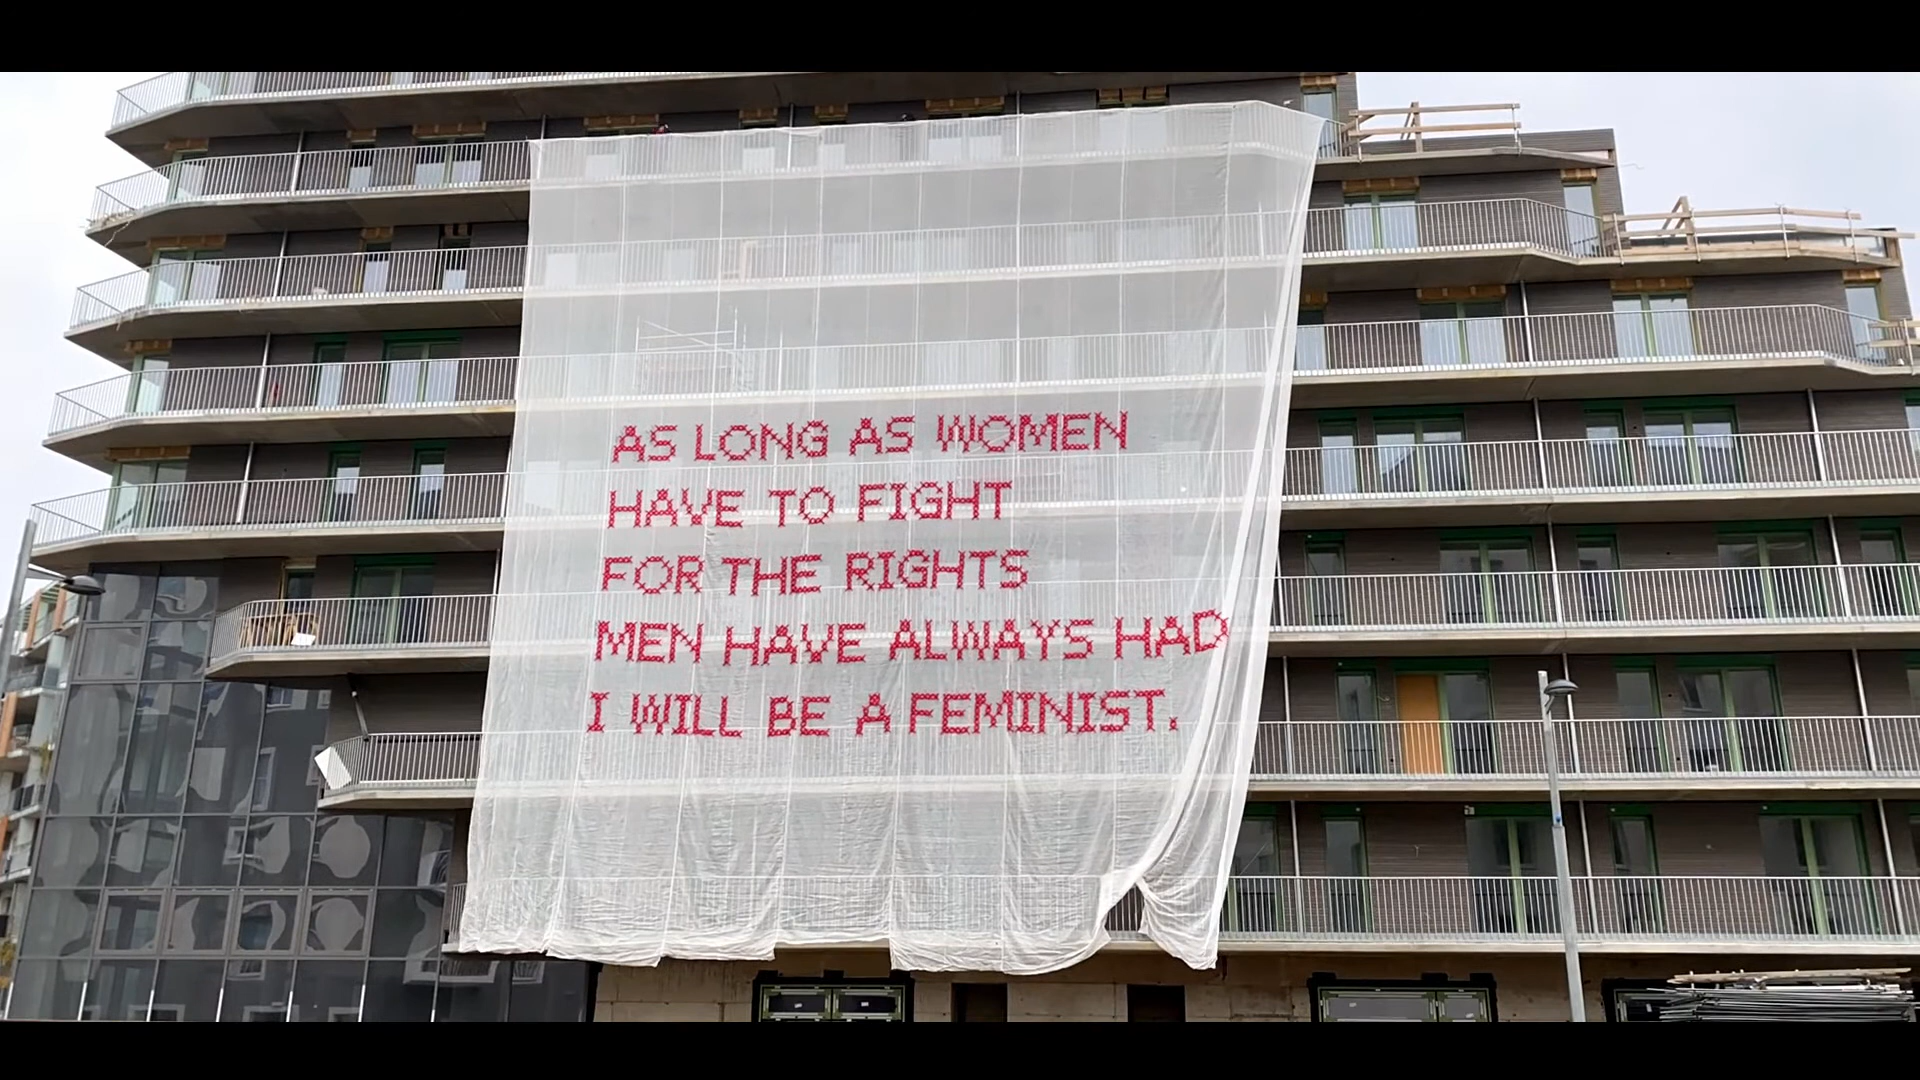 AS LONG AS WOMEN
HAVE TO FIGHT
FOR THE RIGHTS
MEN HAVE ALWAYS HAD
I WILL BE A FEMINIST.